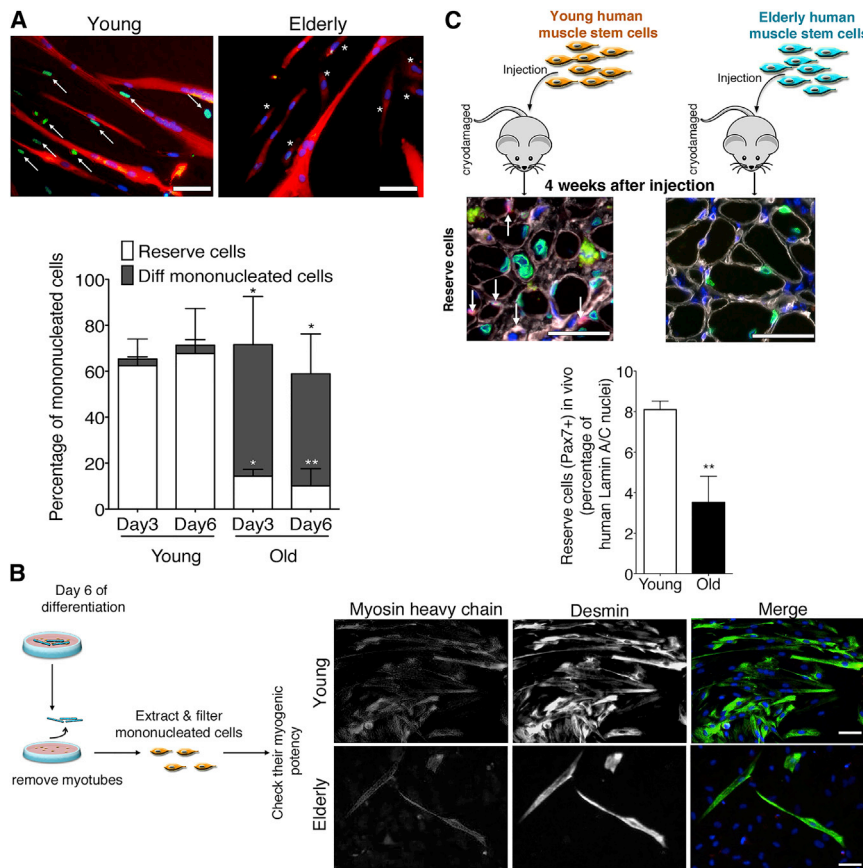 A
Young
Elderly
*
*
*
*
*
*
*
*
Reserve cells
Diff mononucleated cells
Percentage of mononucleated cells
100
80
60
40
20
0
*
*
*
**
Day3 Day6 Day3 Day6
Young Old
C
Young human
muscle stem cells
Elderly human
muscle stem cells
Injection
Injection
cryodamaged
cryodamaged
4 weeks after injection
Reserve cells
Reserve cells (Pax7+) in vivo
(percentage of
human Lamin A/C nuclei)
10
8
6
4
2
0
**
Young Old
B
Day 6 of
differentiation
remove myotubes
Extract & filter
mononucleated cells
Check their myogenic
potency
Myosin heavy chain Desmin Merge
Young
Elderly